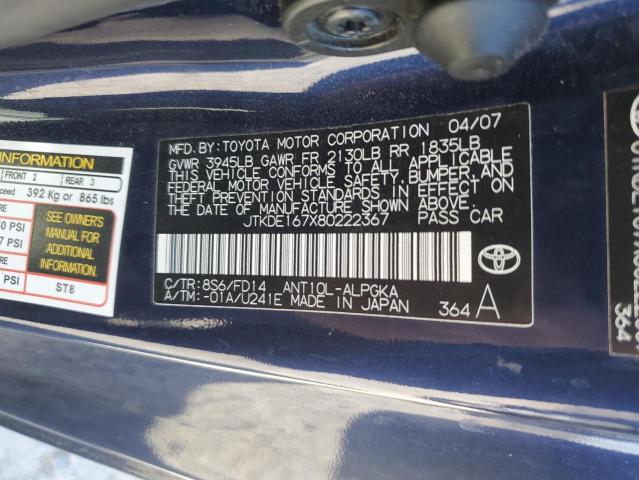 MFD. BY: TOYOTA MOTOR CORPORATION 04/07
GVWR 3945LB GAWR FR 2130LB RR 1835LB
THIS VEHICLE CONFORMS TO ALL APPLICABLE
FEDERAL MOTOR VEHICLE SAFETY, BUMPER, AND
THEFT PREVENTION STANDARDS IN EFFECT ON
THE DATE OF MANUFACTURE SHOWN ABOVE.
JTKDE167X80222367 PASS CAR
C/TR: 8S6/FD14 ANT10L-ALPGKA
A/TM: -01A/U241E MADE IN JAPAN 364 A
INFORMATION
FRONT 2 REAR 3
392 Kg or 865 lbs
SEE OWNER'S
MANUAL FOR
ADDITIONAL
INFORMATION.
PSI
PSI
PSI ST8
364